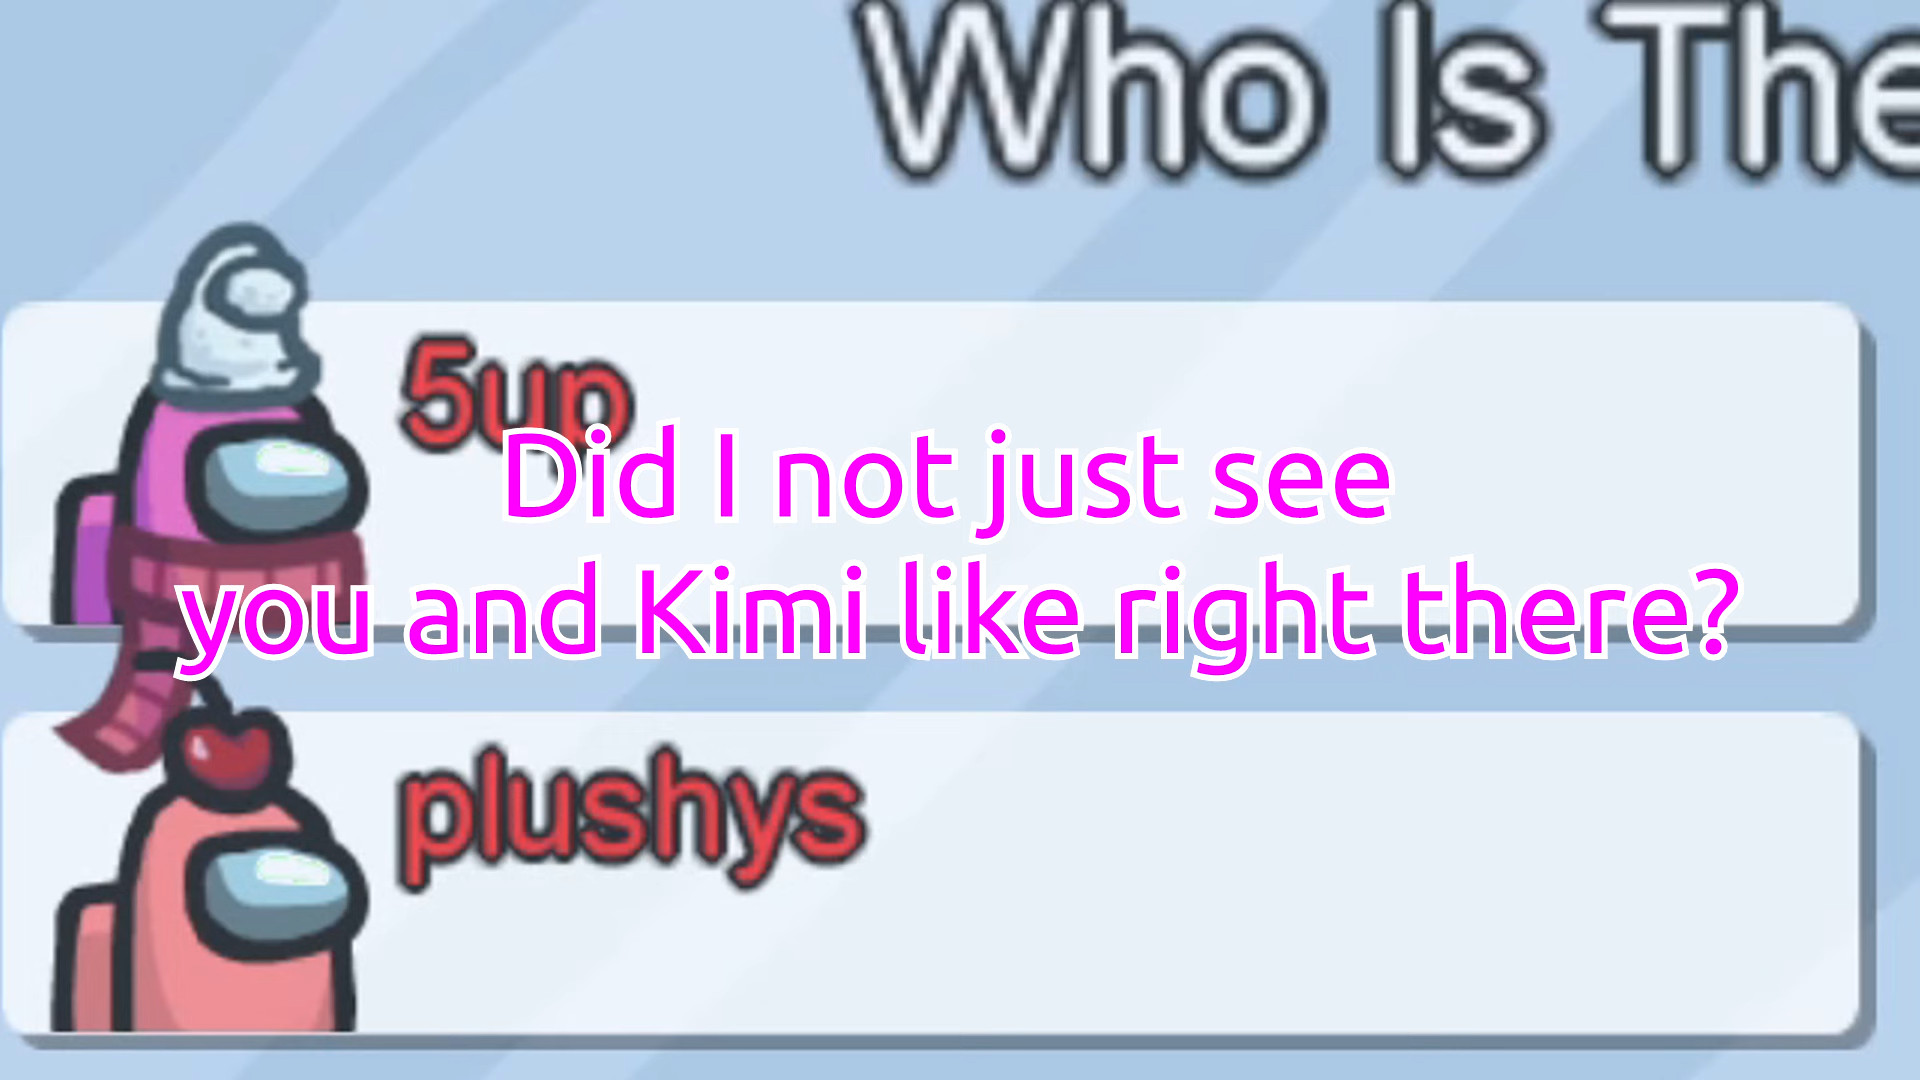 Who Is The
5up
Did I not just see
you and Kimi like right there?
plushys